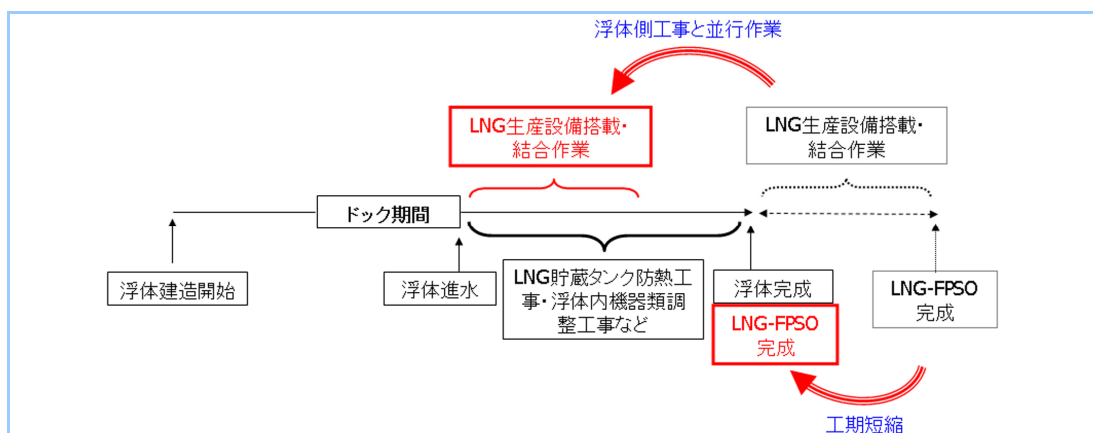 浮体側工事と並行作業
LNG生産設備搭載・
結合作業
LNG生産設備搭載・
結合作業
ドック期間
浮体建造開始
浮体進水
LNG貯蔵タンク防熱工
事・浮体内機器類調
整工事など
浮体完成
LNG-FPSO
完成
LNG-FPSO
完成
工期短縮